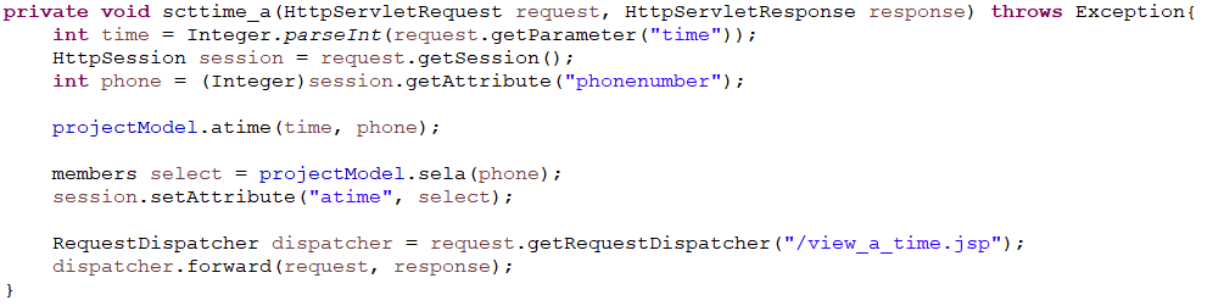 private void scttime_a(HttpServletRequest request, HttpServletResponse response) throws Exception{
    int time = Integer.parseInt(request.getParameter("time"));
    HttpSession session = request.getSession();
    int phone = (Integer)session.getAttribute("phonenumber");

    projectModel.atime(time, phone);

    members select = projectModel.sela(phone);
    session.setAttribute("atime", select);

    RequestDispatcher dispatcher = request.getRequestDispatcher("/view_a_time.jsp");
    dispatcher.forward(request, response);
}